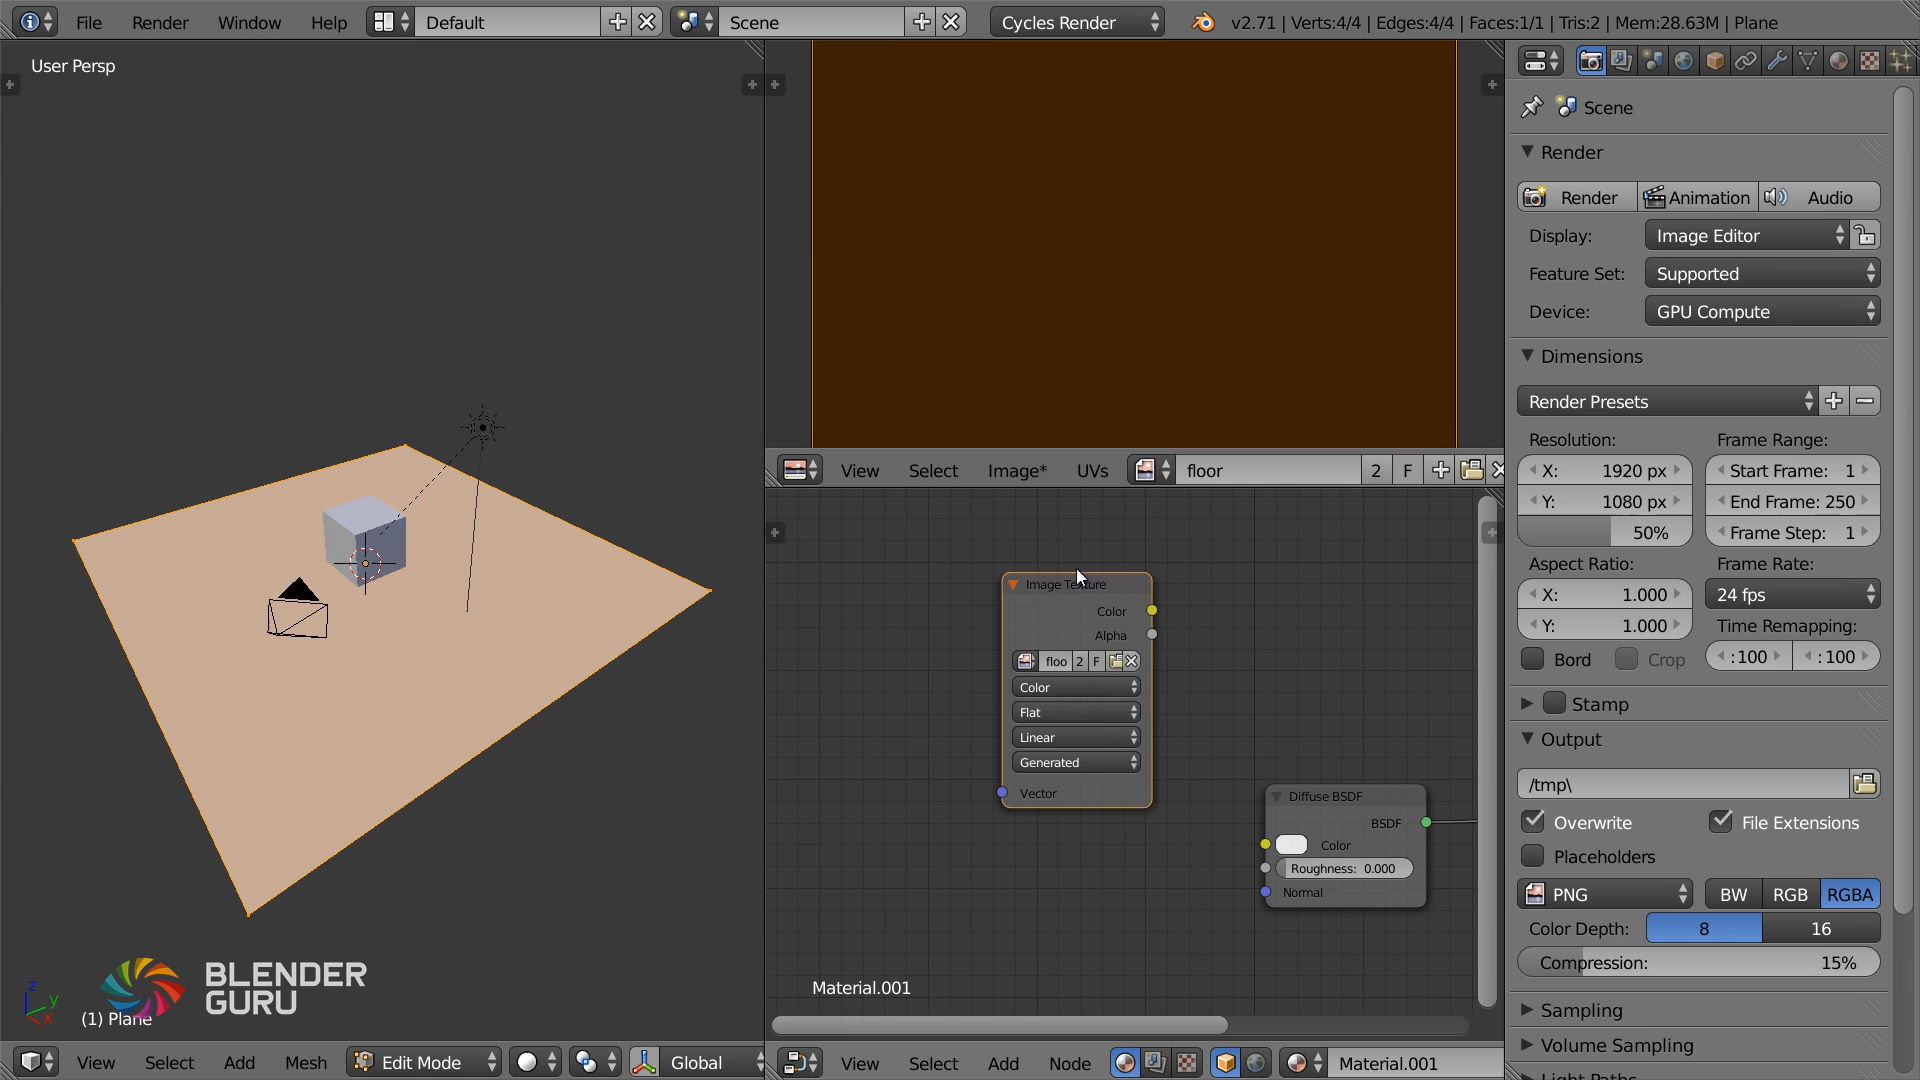 File Render Window Help Default Scene Cycles Render v2.71 | Verts:4/4 | Edges:4/4 | Faces:1/1 | Tris:2 | Mem:28.63M | Plane
User Persp
Scene
Render
Render Animation Audio
Display: Image Editor
Feature Set: Supported
Device: GPU Compute
Dimensions
Render Presets
Resolution: Frame Range:
X: 1920 px Start Frame: 1
Y: 1080 px End Frame: 250
50% Frame Step: 1
Aspect Ratio: Frame Rate:
X: 1.000 24 fps
Y: 1.000 Time Remapping:
Bord Crop :100 :100
Stamp
Output
/tmp\
Overwrite File Extensions
Placeholders
PNG BW RGB RGBA
Color Depth: 8 16
Compression: 15%
Sampling
Volume Sampling
Light Paths
View Select Image* UVs floor 2 F
Image Texture
Color
Alpha
floo 2 F
Color
Flat
Linear
Generated
Vector
Diffuse BSDF
BSDF
Color
Roughness: 0.000
Normal
Material.001
BLENDER
GURU
z
y
x
(1) Plane
View Select Add Mesh Edit Mode Global
View Select Add Node Material.001